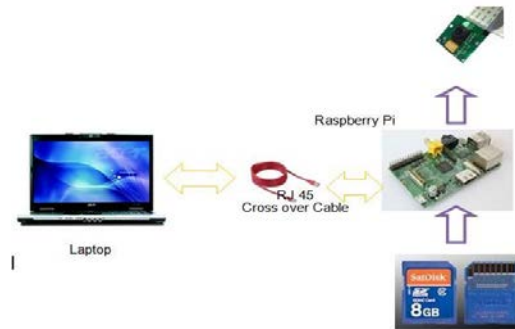 Raspberry Pi
RJ 45
Cross over Cable
Laptop
SanDisk
8GB